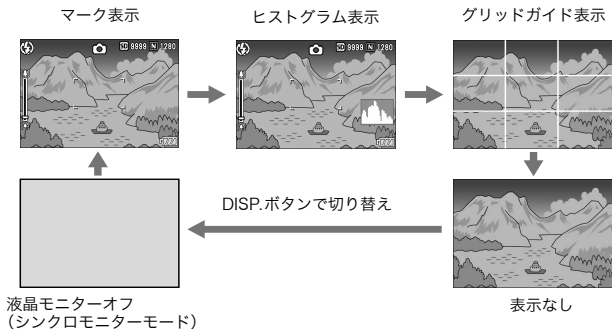 マーク表示
ヒストグラム表示
グリッドガイド表示
9999 N 1280
9999 N 1280
DISP.ボタンで切り替え
液晶モニターオフ
（シンクロモニターモード）
表示なし